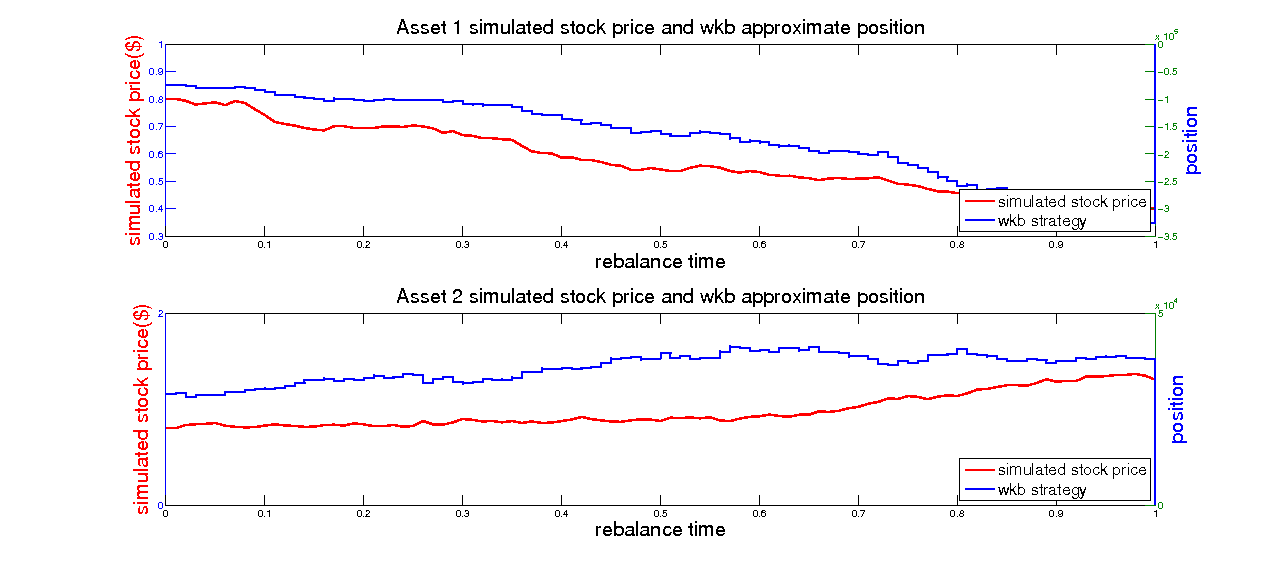 Asset 1 simulated stock price and wkb approximate position
x 10^5
simulated stock price($)
1
0.9
0.8
0.7
0.6
0.5
0.4
0.3
0
-0.5
-1
-1.5
-2
-2.5
-3
-3.5
position
simulated stock price
wkb strategy
0 0.1 0.2 0.3 0.4 0.5 0.6 0.7 0.8 0.9 1
rebalance time
Asset 2 simulated stock price and wkb approximate position
x 10^4
simulated stock price($)
2
0
5
0
position
simulated stock price
wkb strategy
0 0.1 0.2 0.3 0.4 0.5 0.6 0.7 0.8 0.9 1
rebalance time